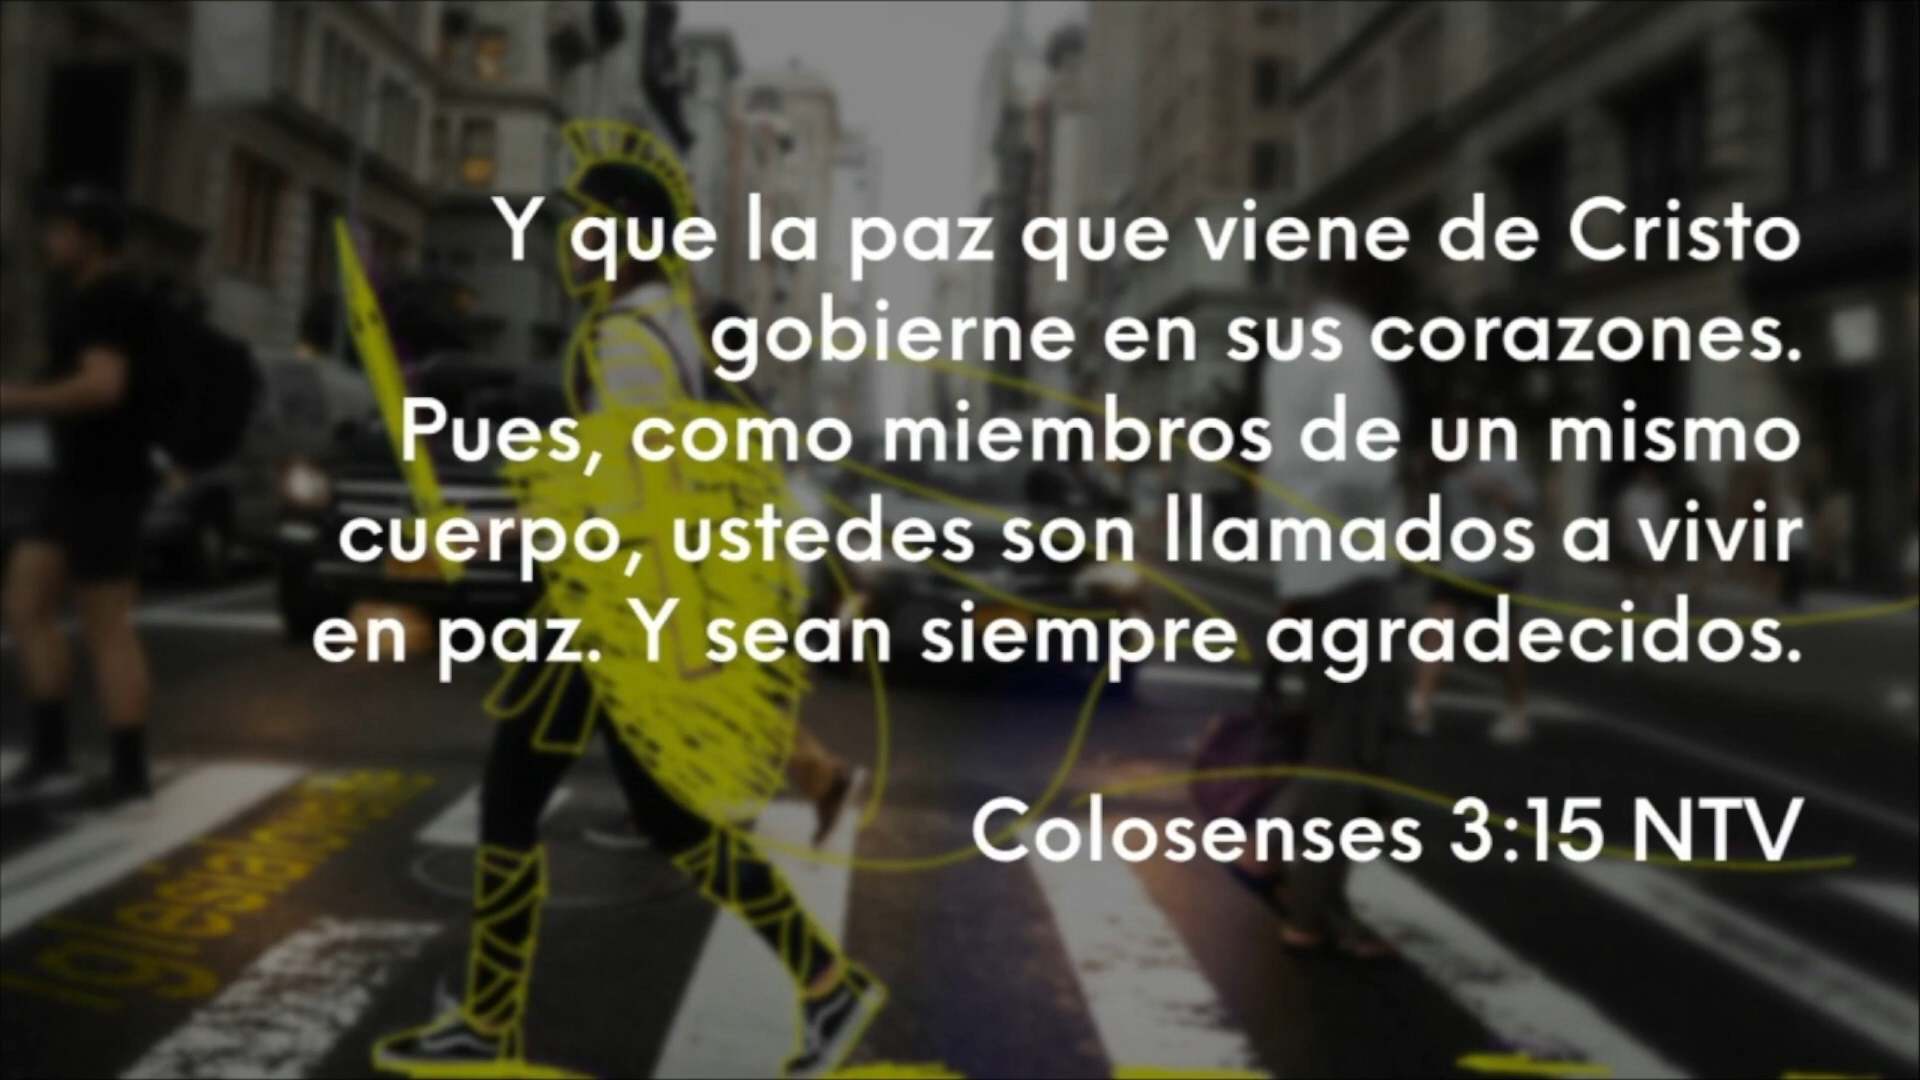 Y que la paz que viene de Cristo
gobierne en sus corazones.
Pues, como miembros de un mismo
cuerpo, ustedes son llamados a vivir
en paz. Y sean siempre agradecidos.
Colosenses 3:15 NTV